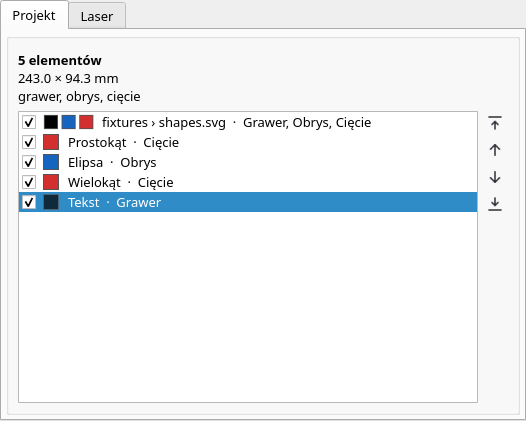 Projekt
Laser
5 elementów
243.0 × 94.3 mm
grawer, obrys, cięcie
fixtures › shapes.svg · Grawer, Obrys, Cięcie
Prostokąt · Cięcie
Elipsa · Obrys
Wielokąt · Cięcie
Tekst · Grawer